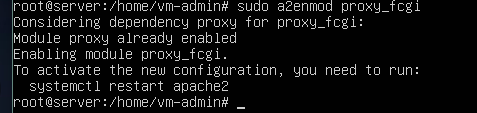 root@server:/home/vm-admin# sudo a2enmod proxy_fcgi
Considering dependency proxy for proxy_fcgi:
Module proxy already enabled
Enabling module proxy_fcgi.
To activate the new configuration, you need to run:
  systemctl restart apache2
root@server:/home/vm-admin# _